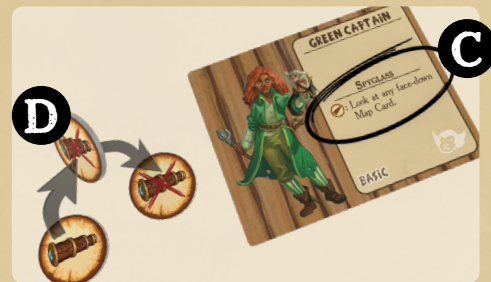 GREEN CAPTAIN
C
SPYGLASS
: Look at any face-down
Map Card.
D
BASIC